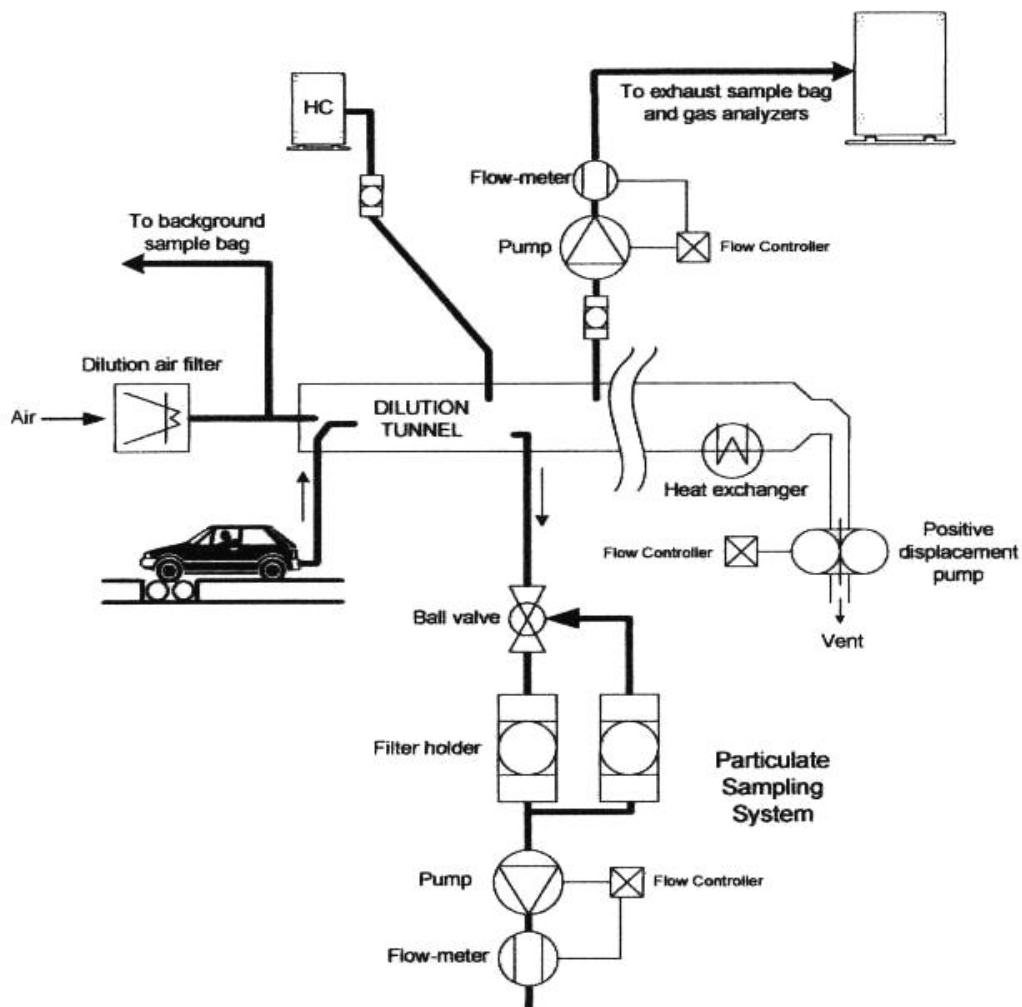 HC
To exhaust sample bag
and gas analyzers
Flow-meter
To background
sample bag
Pump
Flow Controller
Dilution air filter
Air
DILUTION
TUNNEL
Heat exchanger
Flow Controller
Positive
displacement
pump
Ball valve
Vent
Filter holder
Particulate
Sampling
System
Pump
Flow Controller
Flow-meter